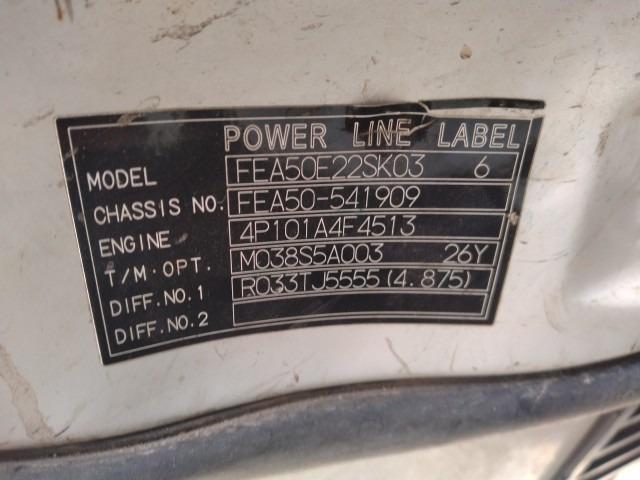 POWER LINE LABEL
MODEL FEA50E22SK03 6
CHASSIS NO. FEA50-541909
ENGINE 4P101A4F4513
T/M·OPT. M038S5A003 26Y
DIFF.NO.1 R033TJ5555(4.875)
DIFF.NO.2